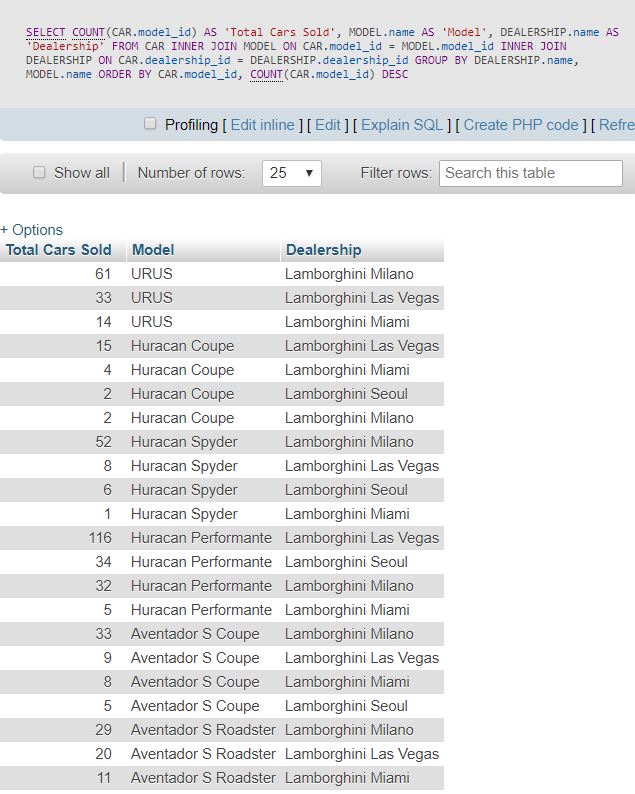 SELECT COUNT(CAR.model_id) AS 'Total Cars Sold', MODEL.name AS 'Model', DEALERSHIP.name AS
'Dealership' FROM CAR INNER JOIN MODEL ON CAR.model_id = MODEL.model_id INNER JOIN
DEALERSHIP ON CAR.dealership_id = DEALERSHIP.dealership_id GROUP BY DEALERSHIP.name,
MODEL.name ORDER BY CAR.model_id, COUNT(CAR.model_id) DESC
Profiling [ Edit inline ] [ Edit ] [ Explain SQL ] [ Create PHP code ] [ Refre
Show all Number of rows: 25 Filter rows: Search this table
+ Options
Total Cars Sold Model Dealership
61 URUS Lamborghini Milano
33 URUS Lamborghini Las Vegas
14 URUS Lamborghini Miami
15 Huracan Coupe Lamborghini Las Vegas
4 Huracan Coupe Lamborghini Miami
2 Huracan Coupe Lamborghini Seoul
2 Huracan Coupe Lamborghini Milano
52 Huracan Spyder Lamborghini Milano
8 Huracan Spyder Lamborghini Las Vegas
6 Huracan Spyder Lamborghini Seoul
1 Huracan Spyder Lamborghini Miami
116 Huracan Performante Lamborghini Las Vegas
34 Huracan Performante Lamborghini Seoul
32 Huracan Performante Lamborghini Milano
5 Huracan Performante Lamborghini Miami
33 Aventador S Coupe Lamborghini Milano
9 Aventador S Coupe Lamborghini Las Vegas
8 Aventador S Coupe Lamborghini Miami
5 Aventador S Coupe Lamborghini Seoul
29 Aventador S Roadster Lamborghini Milano
20 Aventador S Roadster Lamborghini Las Vegas
11 Aventador S Roadster Lamborghini Miami